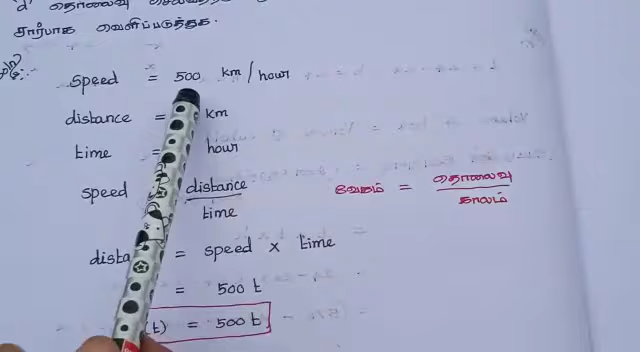 d தொலைவு
சார்பாக வெளிப்படுத்துக.
speed = 500 km / hour
distance = km
time = hour
speed distance / time வேகம் = தொலைவு / காலம்
= speed x time
= 500 t
(t) = 500 t